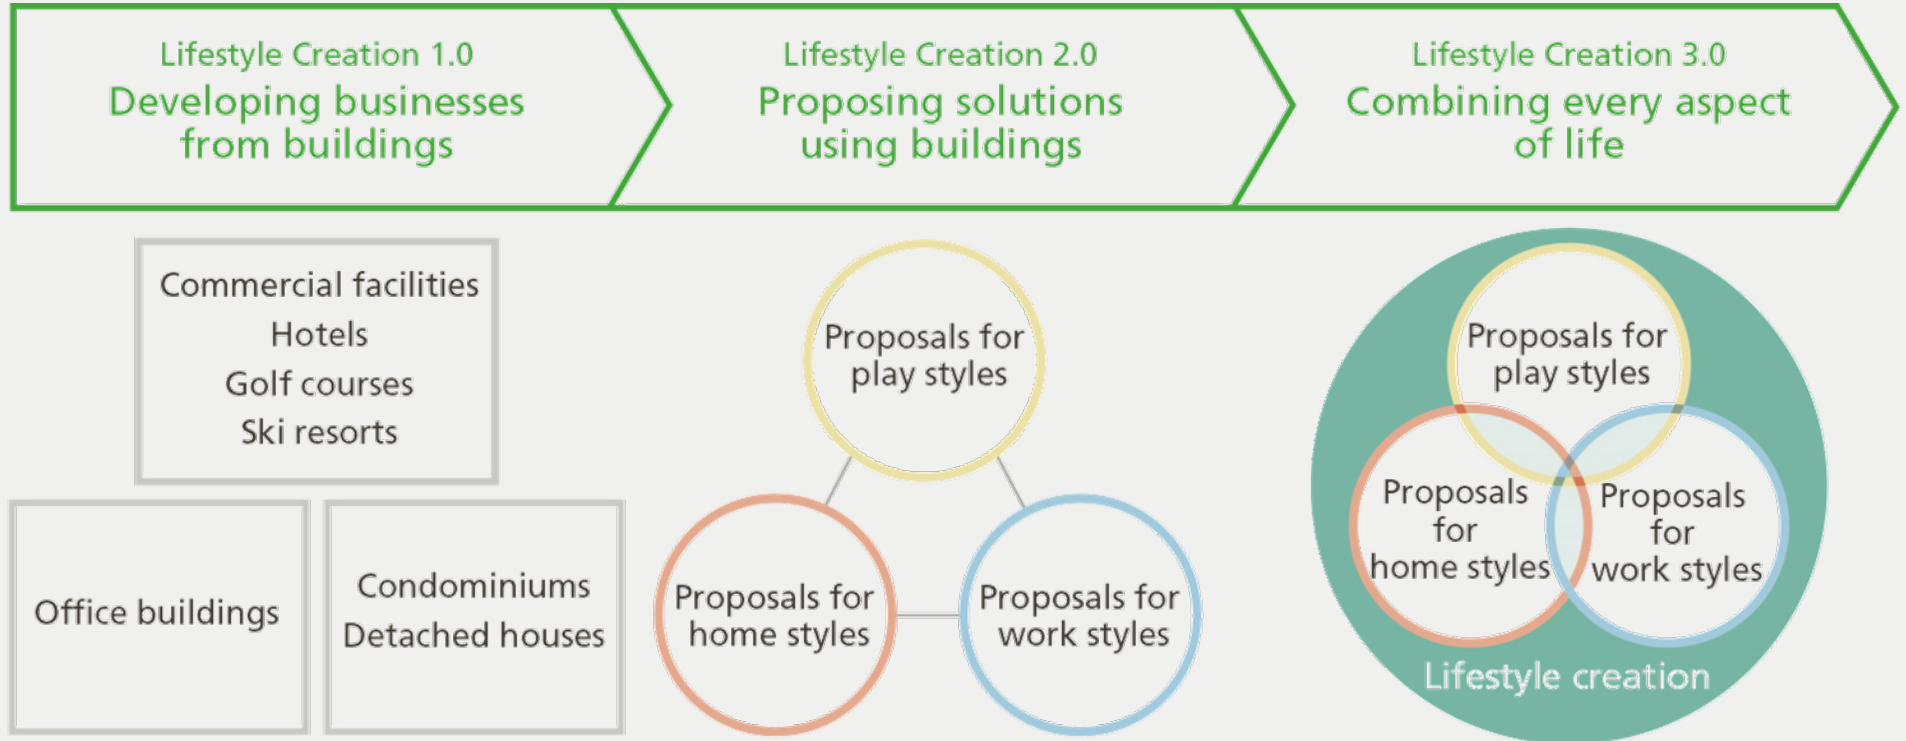 Lifestyle Creation 1.0
Developing businesses
from buildings
Lifestyle Creation 2.0
Proposing solutions
using buildings
Lifestyle Creation 3.0
Combining every aspect
of life
Commercial facilities
Hotels
Golf courses
Ski resorts
Office buildings
Condominiums
Detached houses
Proposals for
play styles
Proposals for
home styles
Proposals for
work styles
Proposals for
play styles
Proposals
for
home styles
Proposals
for
work styles
Lifestyle creation